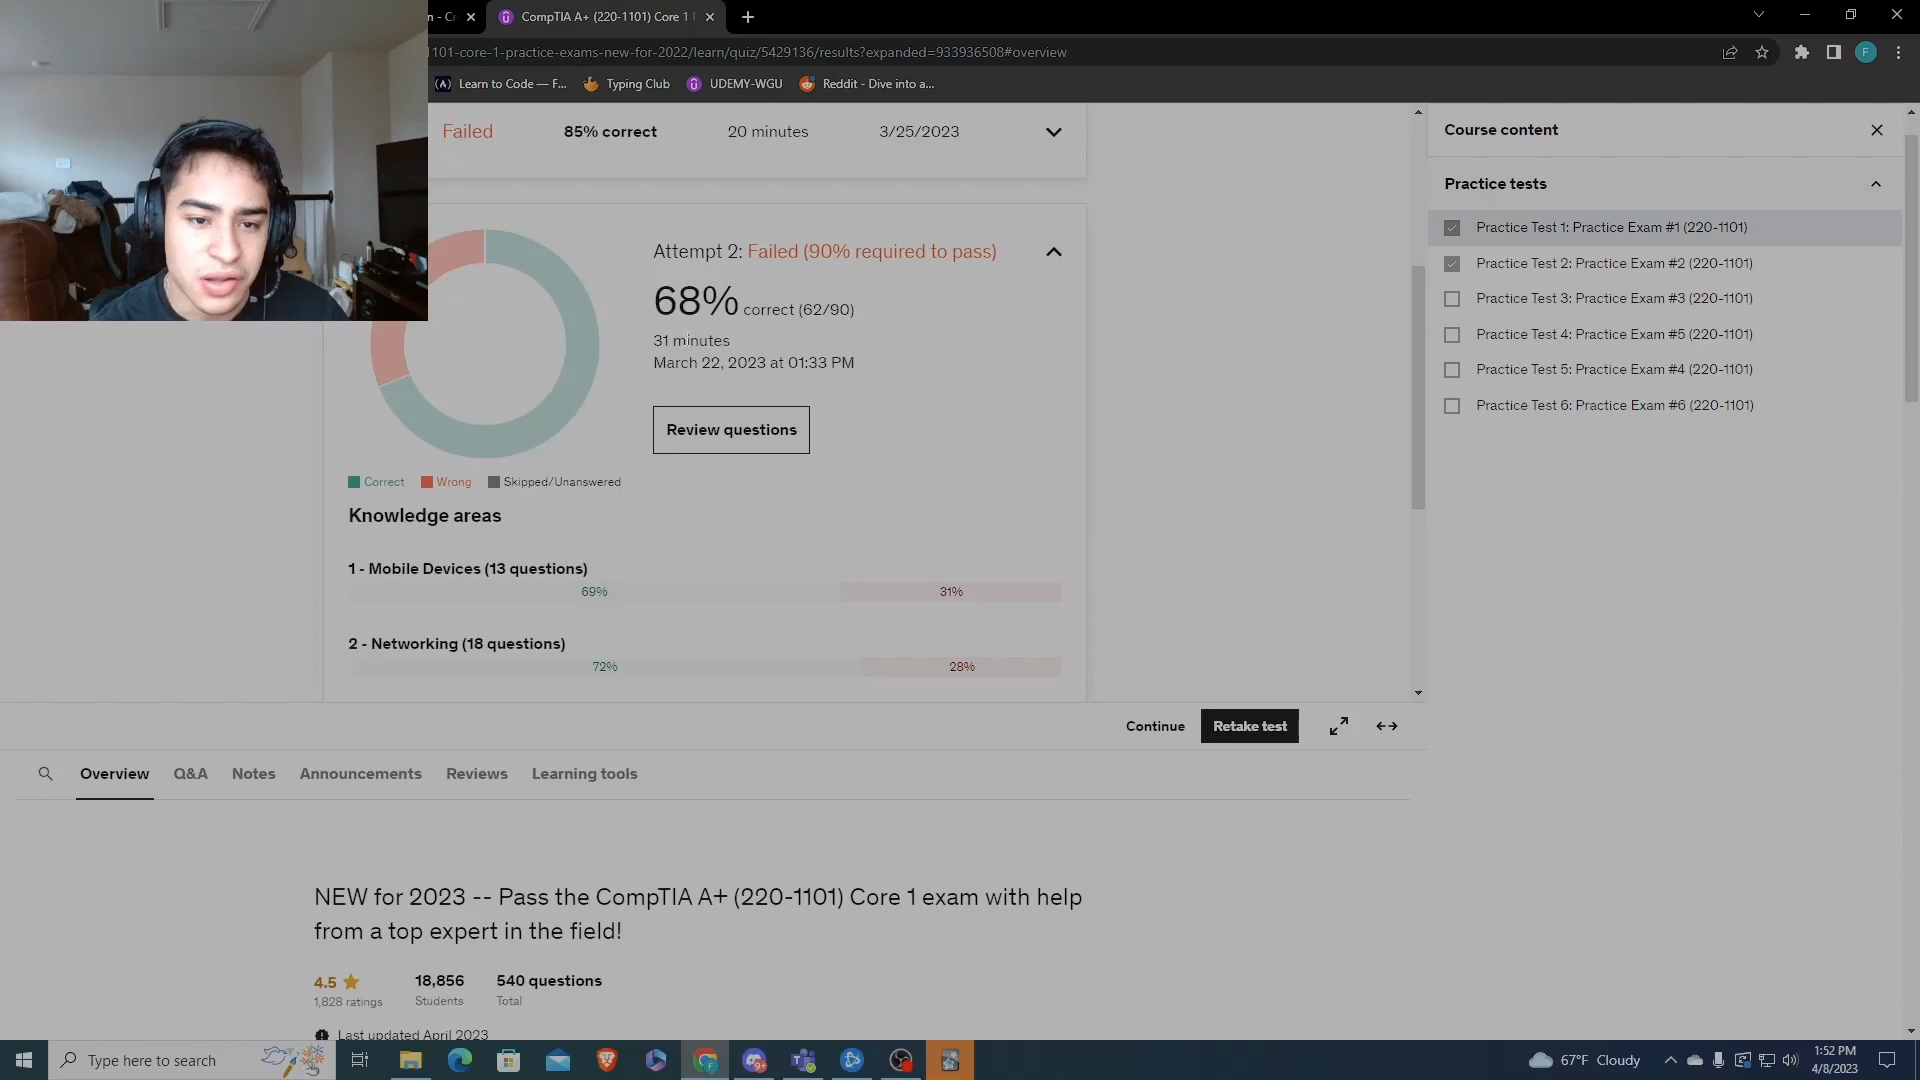 n - Cr
CompTIA A+ (220-1101) Core 1
1101-core-1-practice-exams-new-for-2022/learn/quiz/5429136/results?expanded=933936508#overview
Learn to Code — F...
Typing Club
UDEMY-WGU
Reddit - Dive into a...
Failed 85% correct 20 minutes 3/25/2023
Attempt 2: Failed (90% required to pass)
68% correct (62/90)
31 minutes
March 22, 2023 at 01:33 PM
Review questions
Correct Wrong Skipped/Unanswered
Knowledge areas
1 - Mobile Devices (13 questions)
69% 31%
2 - Networking (18 questions)
72% 28%
Course content
Practice tests
Practice Test 1: Practice Exam #1 (220-1101)
Practice Test 2: Practice Exam #2 (220-1101)
Practice Test 3: Practice Exam #3 (220-1101)
Practice Test 4: Practice Exam #5 (220-1101)
Practice Test 5: Practice Exam #4 (220-1101)
Practice Test 6: Practice Exam #6 (220-1101)
Continue Retake test
Overview Q&A Notes Announcements Reviews Learning tools
NEW for 2023 -- Pass the CompTIA A+ (220-1101) Core 1 exam with help
from a top expert in the field!
4.5 18,856 540 questions
1,828 ratings Students Total
Last updated April 2023
Type here to search
9+
67°F Cloudy
1:52 PM
4/8/2023